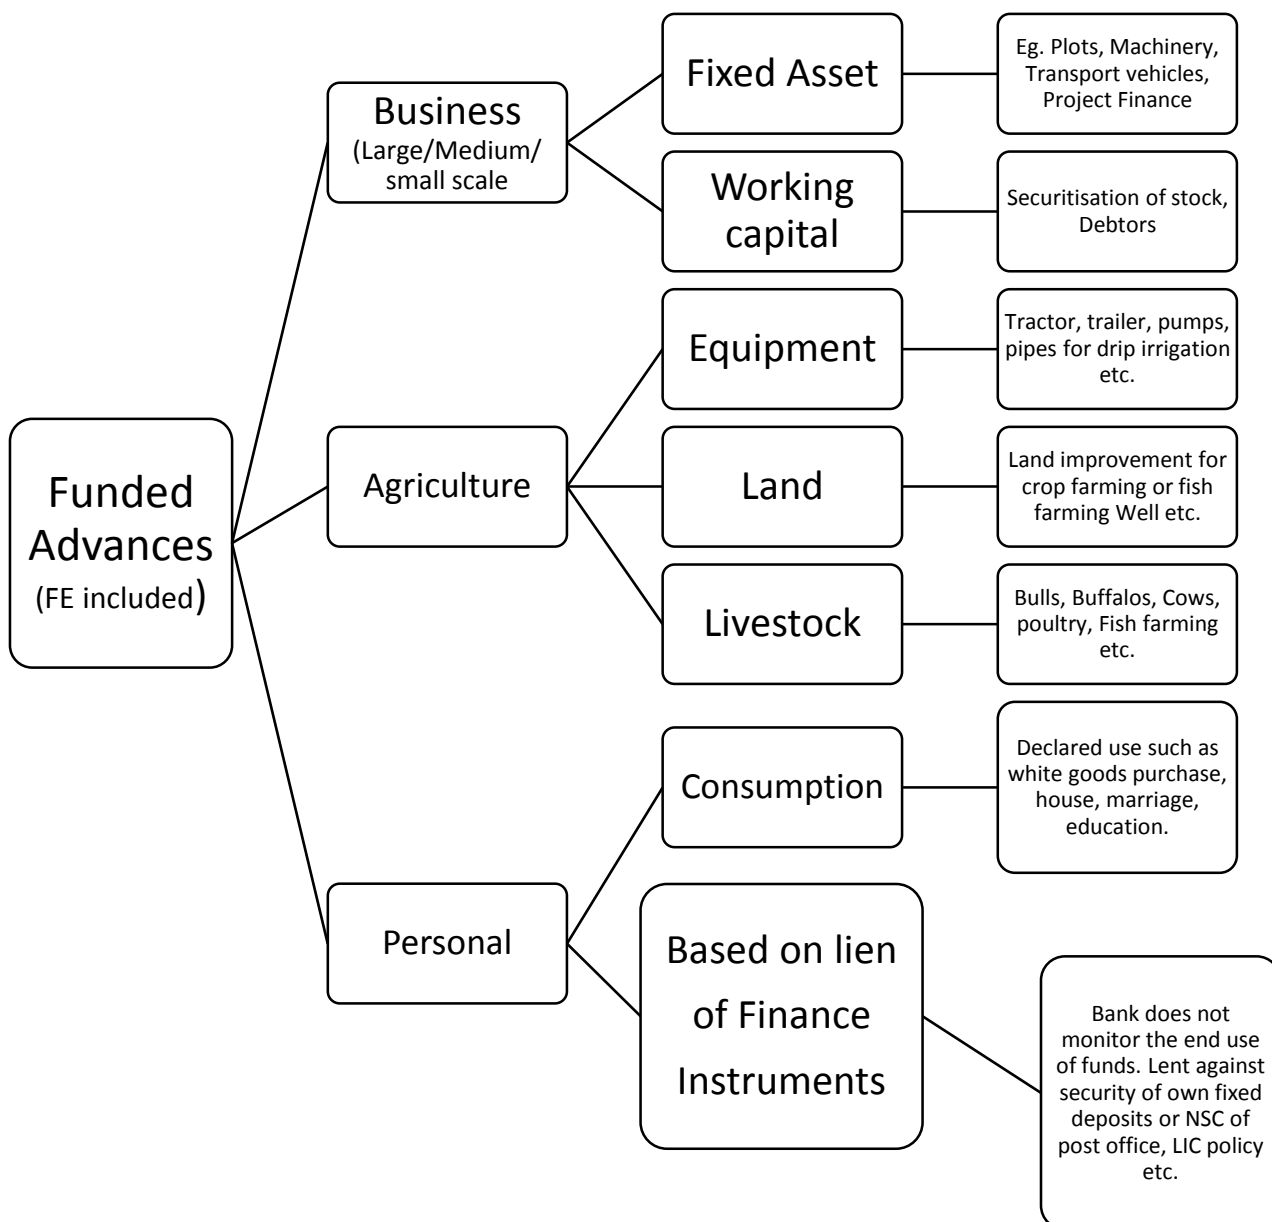 Funded
Advances
(FE included)
Business
(Large/Medium/
small scale
Fixed Asset
Eg. Plots, Machinery,
Transport vehicles,
Project Finance
Working
capital
Securitisation of stock,
Debtors
Agriculture
Equipment
Tractor, trailer, pumps,
pipes for drip irrigation
etc.
Land
Land improvement for
crop farming or fish
farming Well etc.
Livestock
Bulls, Buffalos, Cows,
poultry, Fish farming
etc.
Personal
Consumption
Declared use such as
white goods purchase,
house, marriage,
education.
Based on lien
of Finance
Instruments
Bank does not
monitor the end use
of funds. Lent against
security of own fixed
deposits or NSC of
post office, LIC policy
etc.